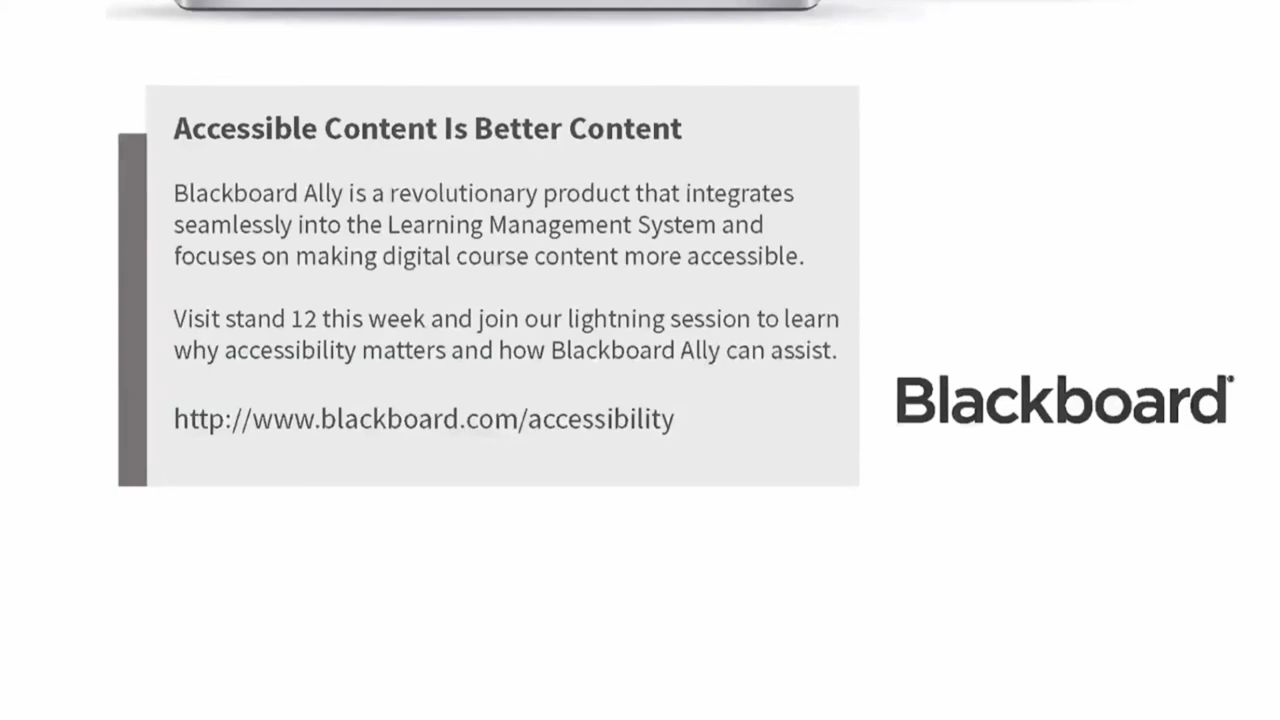 Accessible Content Is Better Content
Blackboard Ally is a revolutionary product that integrates
seamlessly into the Learning Management System and
focuses on making digital course content more accessible.
Visit stand 12 this week and join our lightning session to learn
why accessibility matters and how Blackboard Ally can assist.
http://www.blackboard.com/accessibility
Blackboard